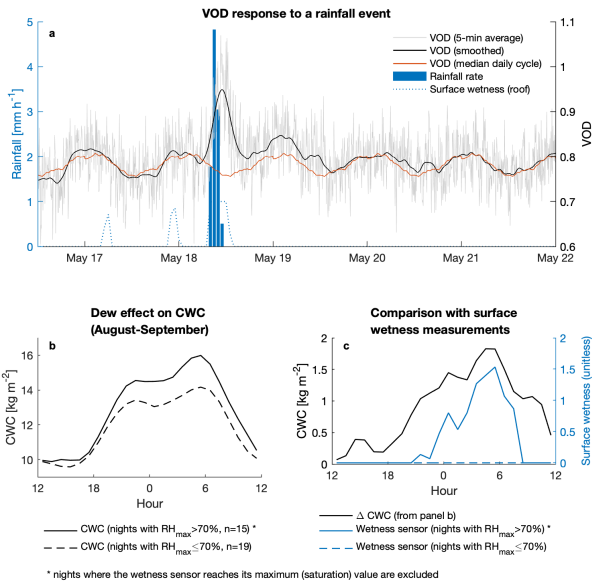 VOD response to a rainfall event
a
5
4
3
2
1
0
Rainfall [mm h-1]
VOD (5-min average)
VOD (smoothed)
VOD (median daily cycle)
Rainfall rate
Surface wetness (roof)
1.1
1
0.9
0.8
0.7
0.6
VOD
May 17
May 18
May 19
May 20
May 21
May 22
Dew effect on CWC
(August-September)
b
16
14
12
10
CWC [kg m-2]
12
18
0
6
12
Hour
CWC (nights with RHmax>70%, n=15) *
CWC (nights with RHmax≤70%, n=19)
Comparison with surface
wetness measurements
c
2
1.5
1
0.5
0
CWC [kg m-2]
2
1.5
1
0.5
0
Surface wetness (unitless)
12
18
0
6
12
Hour
Δ CWC (from panel b)
Wetness sensor (nights with RHmax>70%) *
Wetness sensor (nights with RHmax≤70%)
* nights where the wetness sensor reaches its maximum (saturation) value are excluded